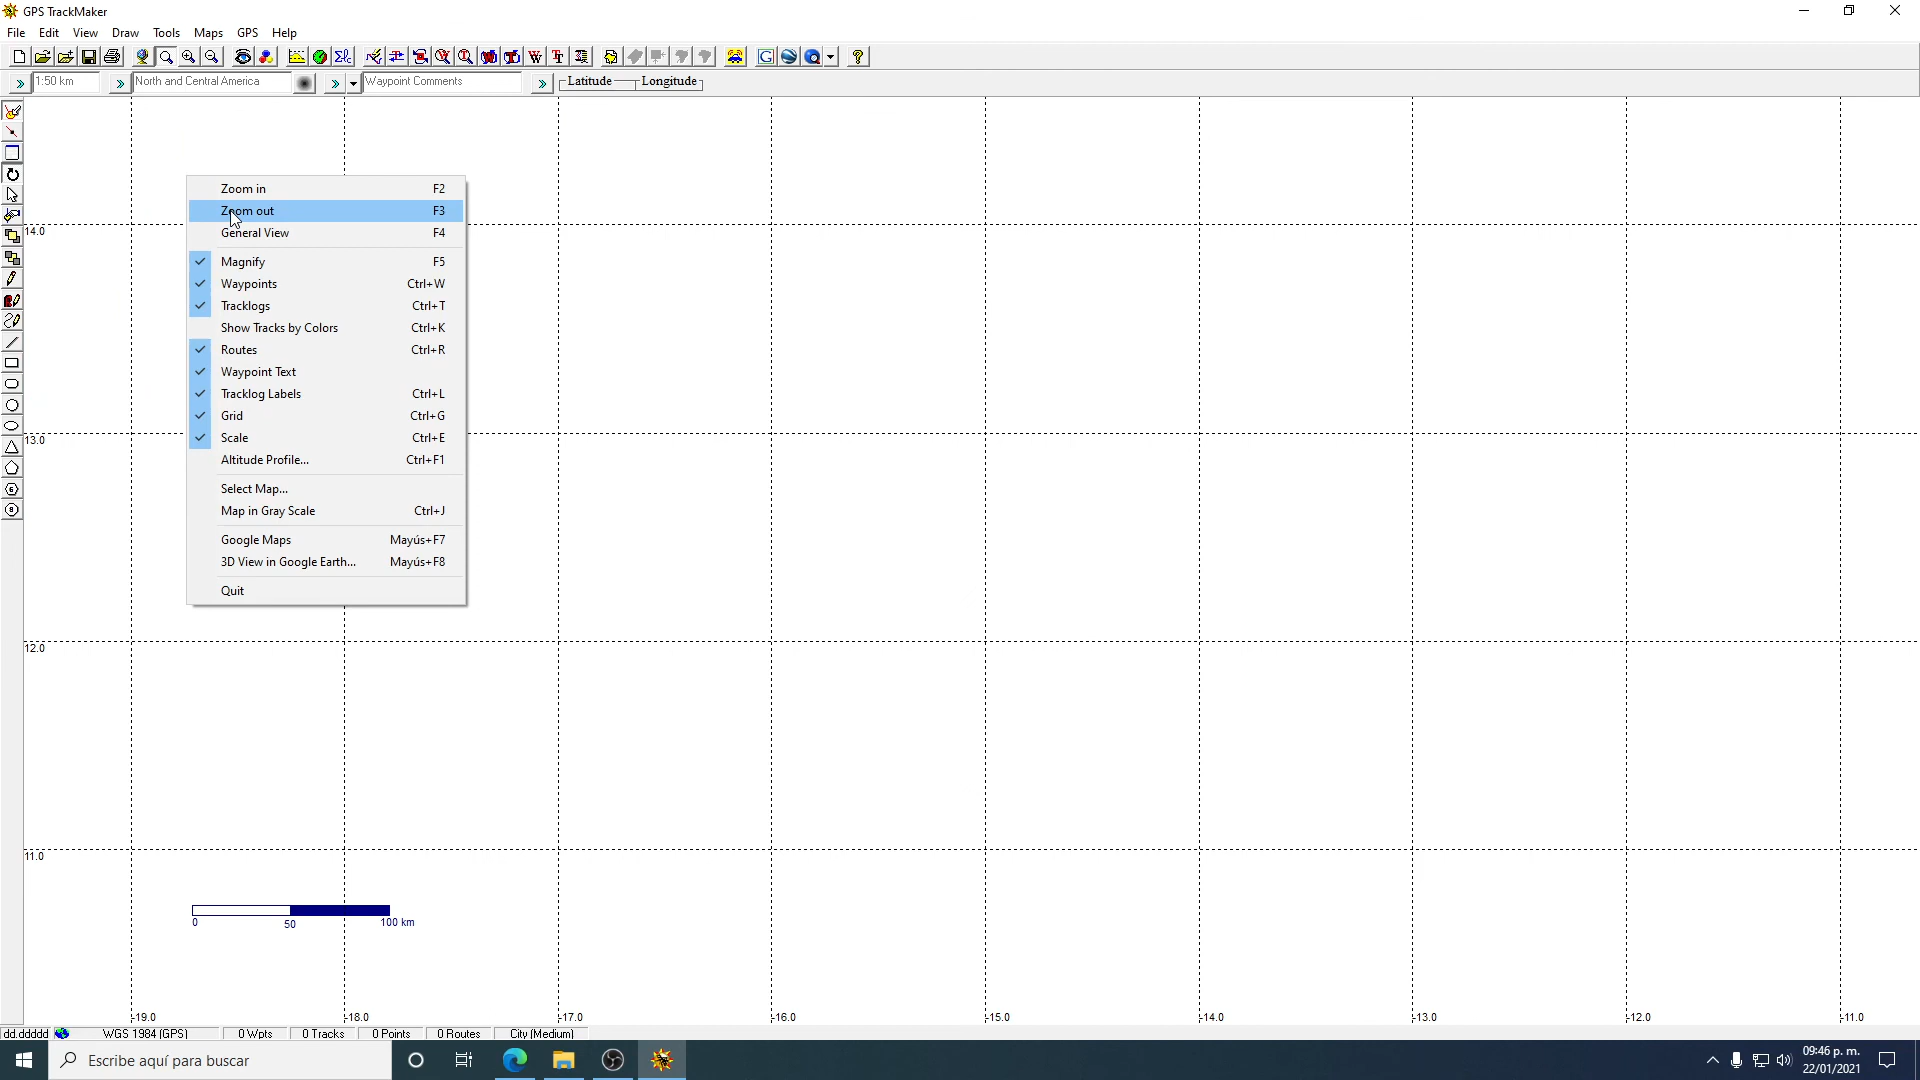 GPS TrackMaker
File Edit View Draw Tools Maps GPS Help
1:50 km North and Central America Waypoint Comments Latitude Longitude
Zoom in F2
Zoom out F3
General View F4
Magnify F5
Waypoints Ctrl+W
Tracklogs Ctrl+T
Show Tracks by Colors Ctrl+K
Routes Ctrl+R
Waypoint Text
Tracklog Labels Ctrl+L
Grid Ctrl+G
Scale Ctrl+E
Altitude Profile... Ctrl+F1
Select Map...
Map in Gray Scale Ctrl+J
Google Maps Mayús+F7
3D View in Google Earth... Mayús+F8
Quit
14.0
13.0
12.0
11.0
0 50 100 km
-19.0 -18.0 -17.0 -16.0 -15.0 -14.0 -13.0 -12.0 -11.0
dd.ddddd WGS 1984 (GPS) 0 Wpts 0 Tracks 0 Points 0 Routes City (Medium)
Escribe aquí para buscar
09:46 p. m.
22/01/2021